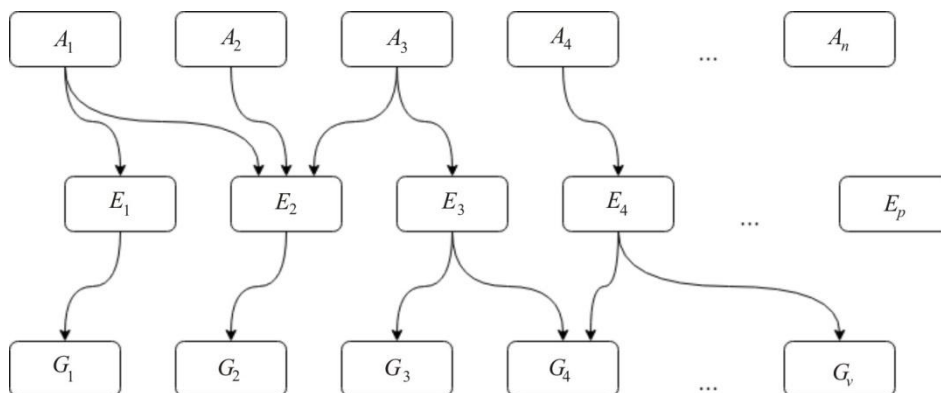 A₁ A₂ A₃ A₄ ... Aₙ
E₁ E₂ E₃ E₄ ... Eₚ
G₁ G₂ G₃ G₄ ... Gᵥ